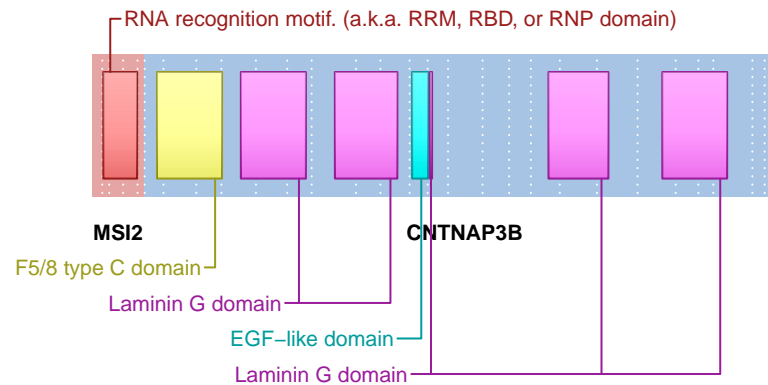 RNA recognition motif. (a.k.a. RRM, RBD, or RNP domain)
MSI2 CNTNAP3B
F5/8 type C domain
Laminin G domain
EGF−like domain
Laminin G domain